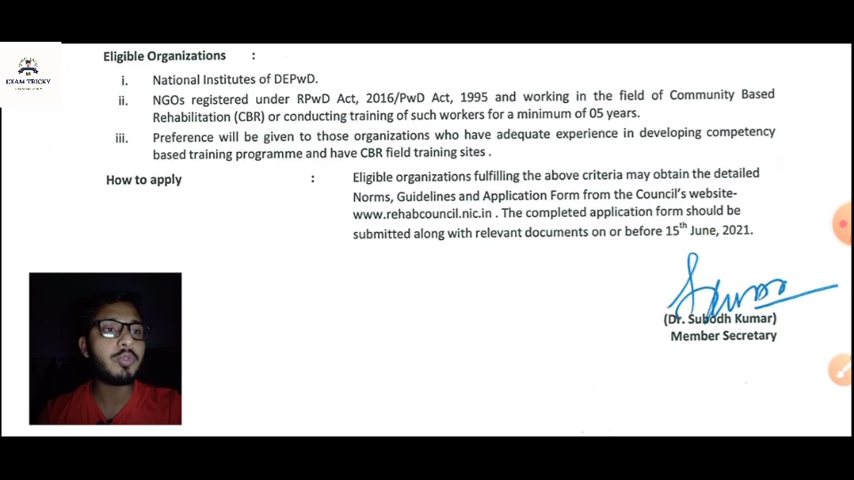 EXAM TRICKY
Eligible Organizations :
i. National Institutes of DEPwD.
ii. NGOs registered under RPwD Act, 2016/PwD Act, 1995 and working in the field of Community Based
Rehabilitation (CBR) or conducting training of such workers for a minimum of 05 years.
iii. Preference will be given to those organizations who have adequate experience in developing competency
based training programme and have CBR field training sites .
How to apply : Eligible organizations fulfilling the above criteria may obtain the detailed
Norms, Guidelines and Application Form from the Council's website-
www.rehabcouncil.nic.in . The completed application form should be
submitted along with relevant documents on or before 15th June, 2021.
(Dr. Subodh Kumar)
Member Secretary